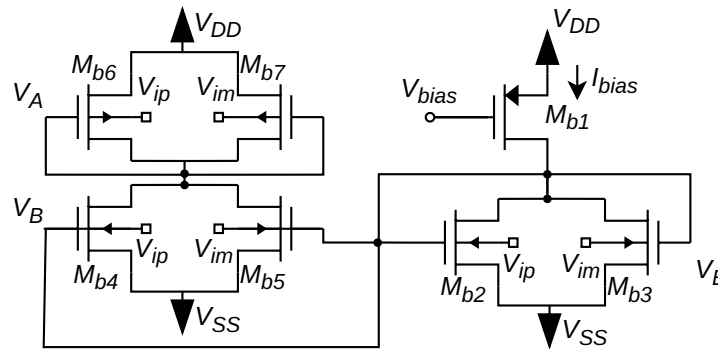 V_DD
V_DD
M_b6
M_b7
V_ip
V_im
V_A
V_bias
I_bias
M_b1
V_B
V_ip
V_im
M_b4
M_b5
V_ip
V_im
M_b2
M_b3
V_SS
V_SS